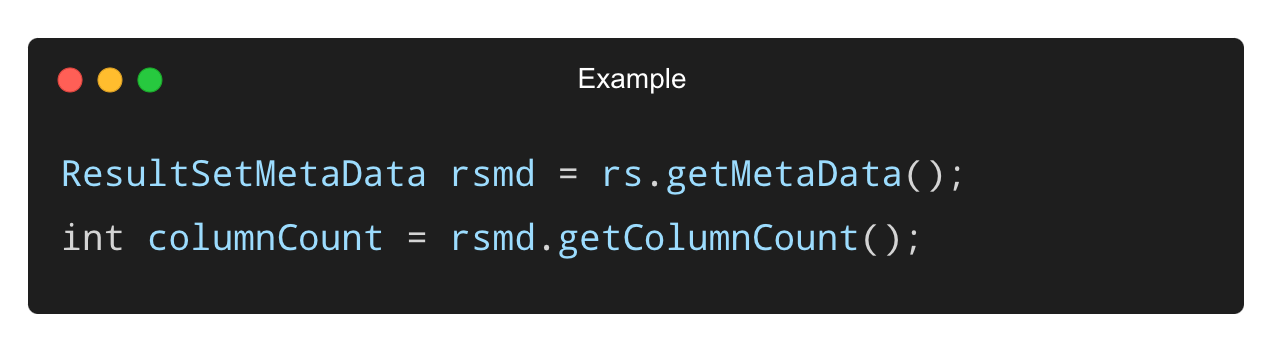 Example
ResultSetMetaData rsmd = rs.getMetaData();
int columnCount = rsmd.getColumnCount();